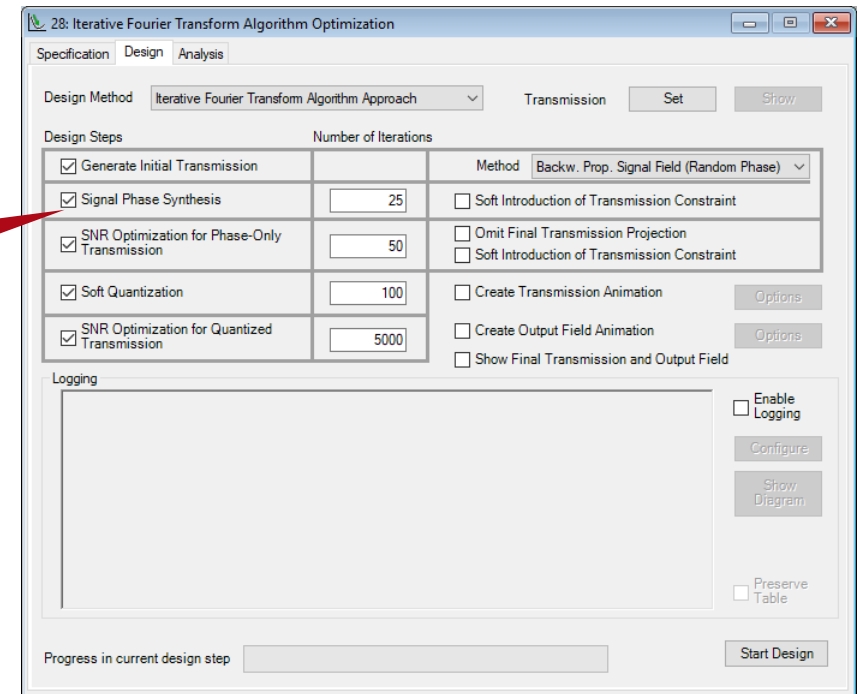 28: Iterative Fourier Transform Algorithm Optimization
Specification Design Analysis
Design Method Iterative Fourier Transform Algorithm Approach Transmission Set Show
Design Steps Number of Iterations
Generate Initial Transmission Method Backw. Prop. Signal Field (Random Phase)
Signal Phase Synthesis 25 Soft Introduction of Transmission Constraint
SNR Optimization for Phase-Only
Transmission
50
Omit Final Transmission Projection
Soft Introduction of Transmission Constraint
Soft Quantization 100 Create Transmission Animation Options
SNR Optimization for Quantized
Transmission
5000
Create Output Field Animation Options
Show Final Transmission and Output Field
Logging
Enable
Logging
Configure
Show
Diagram
Preserve
Table
Progress in current design step Start Design